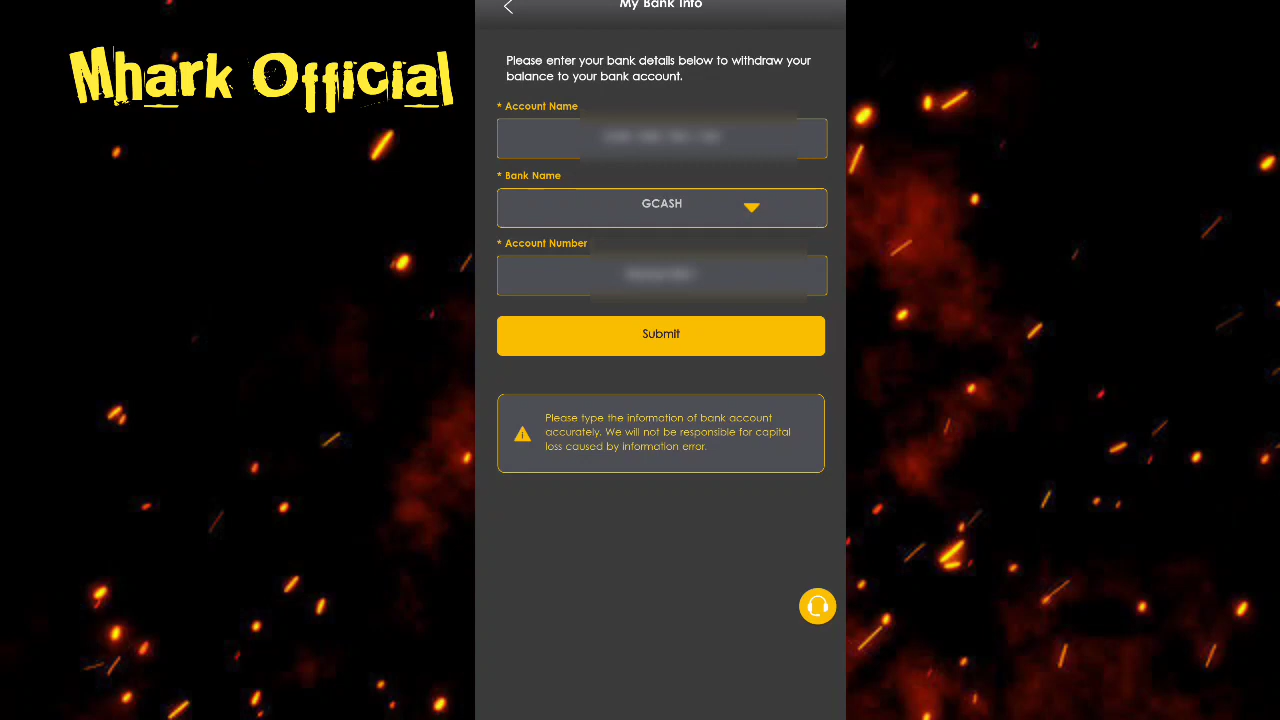 My Bank Info
Mhark Official
Please enter your bank details below to withdraw your
balance to your bank account.
* Account Name
* Bank Name
GCASH
* Account Number
Submit
Please type the information of bank account
accurately. We will not be responsible for capital
loss caused by information error.